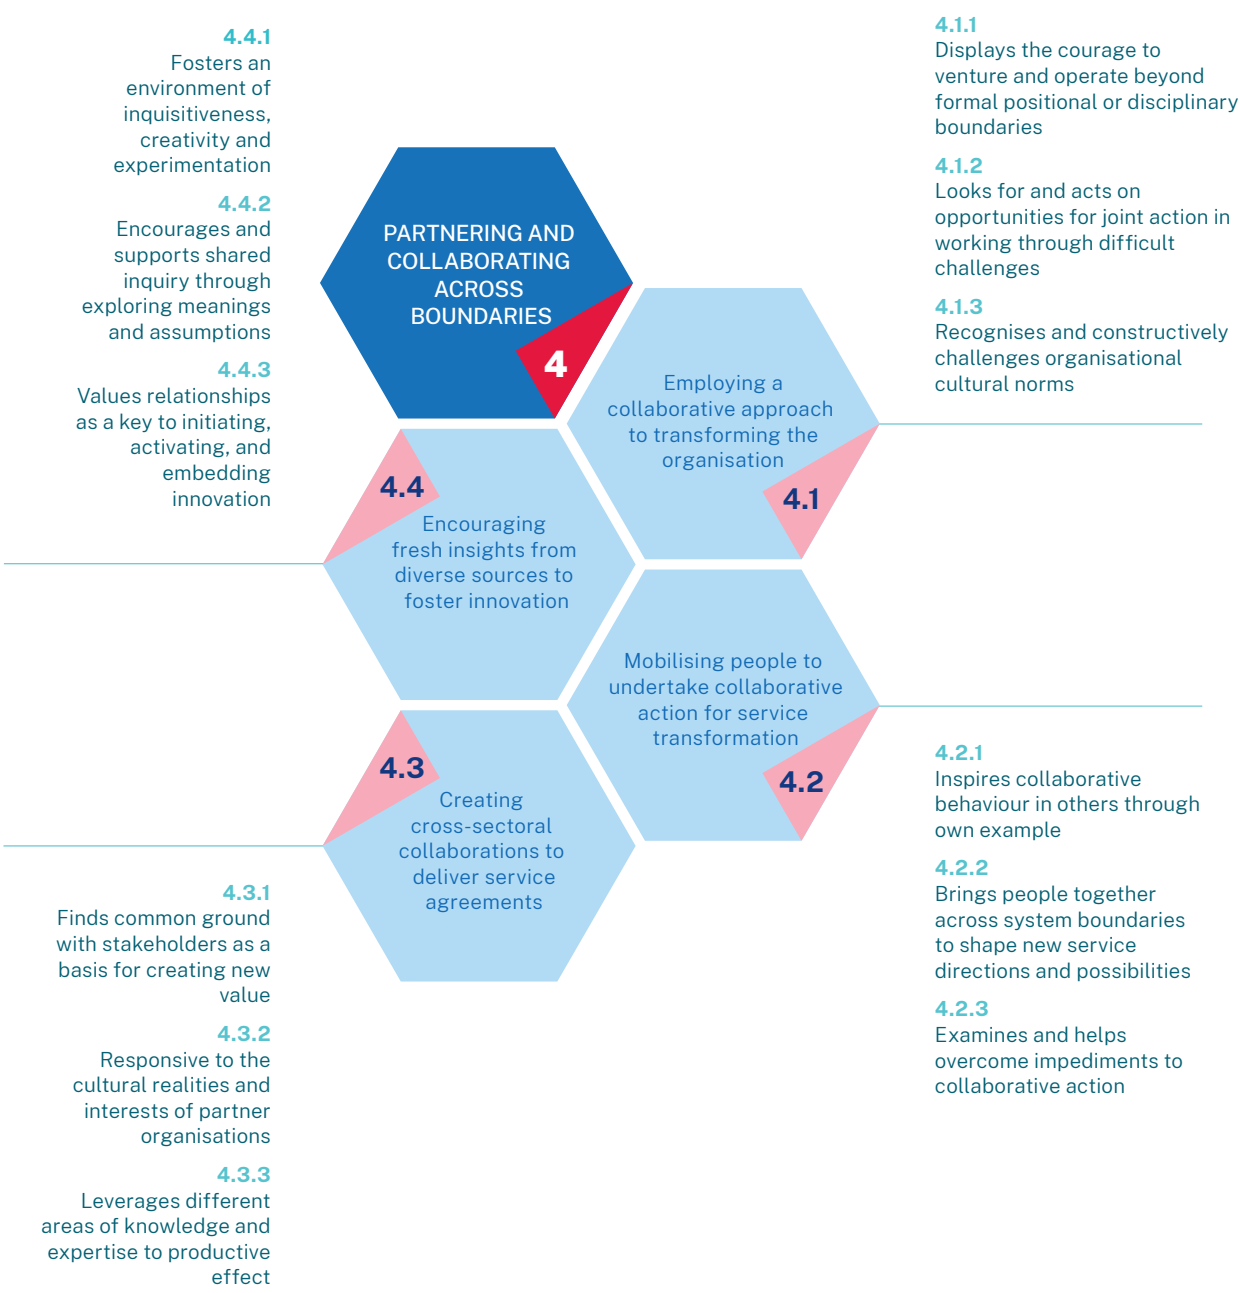 PARTNERING AND
COLLABORATING
ACROSS
BOUNDARIES
4
Employing a
collaborative approach
to transforming the
organisation
4.1
4.1.1
Displays the courage to
venture and operate beyond
formal positional or disciplinary
boundaries
4.1.2
Looks for and acts on
opportunities for joint action in
working through difficult
challenges
4.1.3
Recognises and constructively
challenges organisational
cultural norms
Mobilising people to
undertake collaborative
action for service
transformation
4.2
4.2.1
Inspires collaborative
behaviour in others through
own example
4.2.2
Brings people together
across system boundaries
to shape new service
directions and possibilities
4.2.3
Examines and helps
overcome impediments to
collaborative action
4.3
Creating
cross-sectoral
collaborations to
deliver service
agreements
4.3.1
Finds common ground
with stakeholders as a
basis for creating new
value
4.3.2
Responsive to the
cultural realities and
interests of partner
organisations
4.3.3
Leverages different
areas of knowledge and
expertise to productive
effect
4.4
Encouraging
fresh insights from
diverse sources to
foster innovation
4.4.1
Fosters an
environment of
inquisitiveness,
creativity and
experimentation
4.4.2
Encourages and
supports shared
inquiry through
exploring meanings
and assumptions
4.4.3
Values relationships
as a key to initiating,
activating, and
embedding
innovation